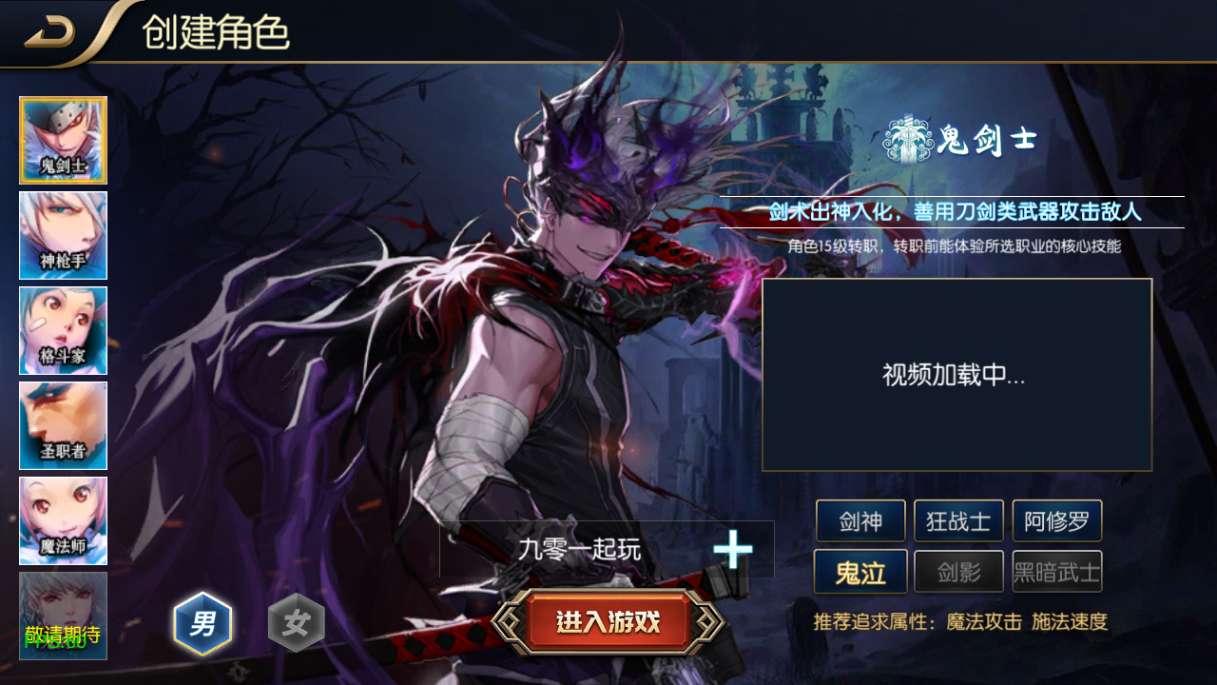 创建角色
鬼剑士
神枪手
格斗家
圣职者
魔法师
敬请期待
鬼剑士
剑术出神入化，善用刀剑类武器攻击敌人
角色15级转职，转职前能体验所选职业的核心技能
视频加载中...
剑神 狂战士 阿修罗
鬼泣 剑影 黑暗武士
推荐追求属性：魔法攻击 施法速度
九零一起玩
男 女
进入游戏